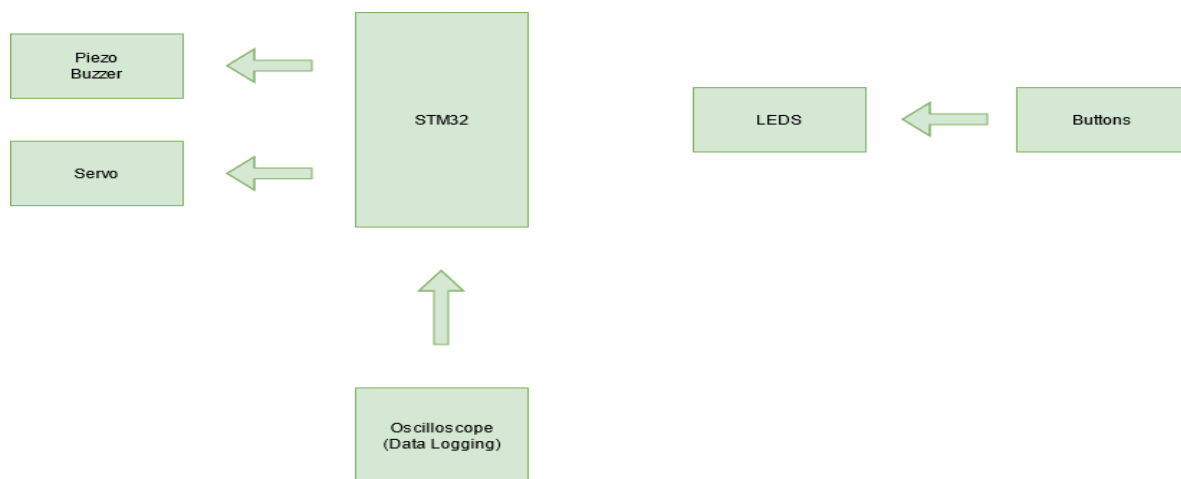 Piezo
Buzzer
STM32
LEDS
Buttons
Servo
Oscilloscope
(Data Logging)